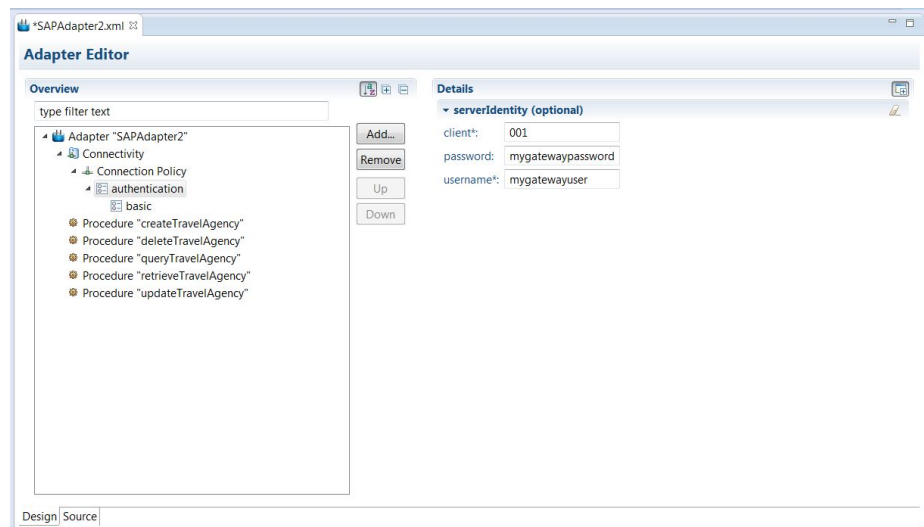 *SAPAdapter2.xml
Adapter Editor
Overview
type filter text
Adapter "SAPAdapter2"
Connectivity
Connection Policy
authentication
basic
Procedure "createTravelAgency"
Procedure "deleteTravelAgency"
Procedure "queryTravelAgency"
Procedure "retrieveTravelAgency"
Procedure "updateTravelAgency"
Add...
Remove
Up
Down
Details
serverIdentity (optional)
client*: 001
password: mygatewaypassword
username*: mygatewayuser
Design Source